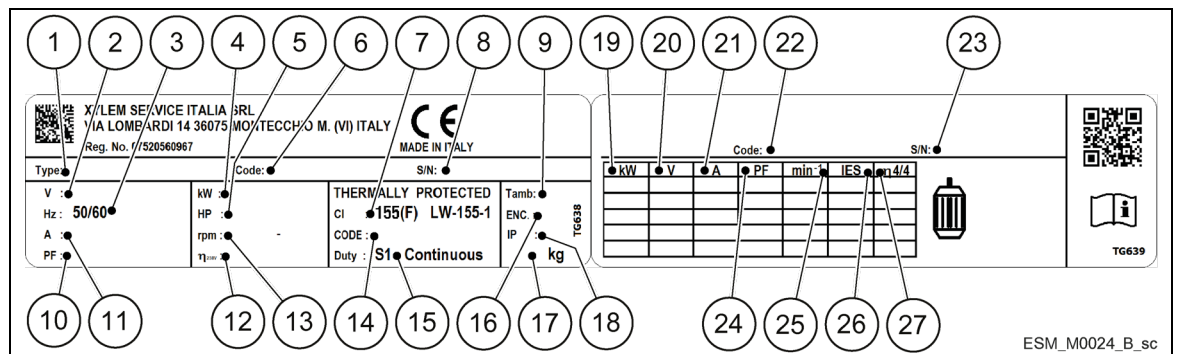 1 2 3 4 5 6 7 8 9 19 20 21 22 23
XYLEM SERVICE ITALIA SRL
VIA LOMBARDI 14 36075 MONTECCHIO M. (VI) ITALY
Reg. No. 07520560967
CE
MADE IN ITALY
Type: Code: S/N:
V :
Hz : 50/60
A :
PF :
kW :
HP :
rpm : -
η230V :
THERMALLY PROTECTED
CI : 155(F) LW-155-1
CODE :
Duty : S1 Continuous
Tamb:
ENC. :
IP :
kg
TG638
Code: S/N:
kW V A PF min-1 IES η4/4
i
TG639
10 11 12 13 14 15 16 17 18 24 25 26 27
ESM_M0024_B_sc